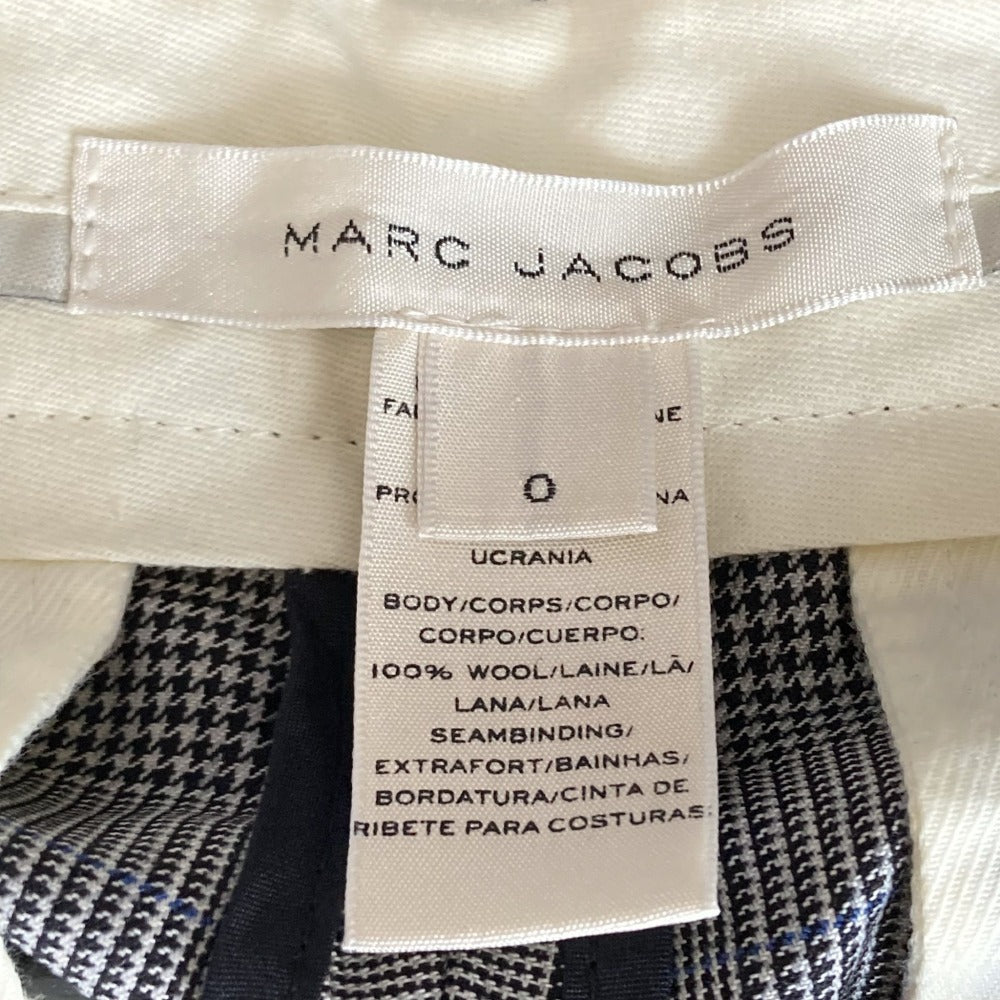 MARC JACOBS
0
UCRANIA
BODY/CORPS/CORPO/
CORPO/CUERPO:
100% WOOL/LAINE/LÃ/
LANA/LANA
SEAMBINDING/
EXTRAFORT/BAINHAS/
BORDATURA/CINTA DE
RIBETE PARA COSTURAS: